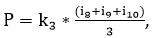 P = k₃ * (i₈+i₉+i₁₀)/3,